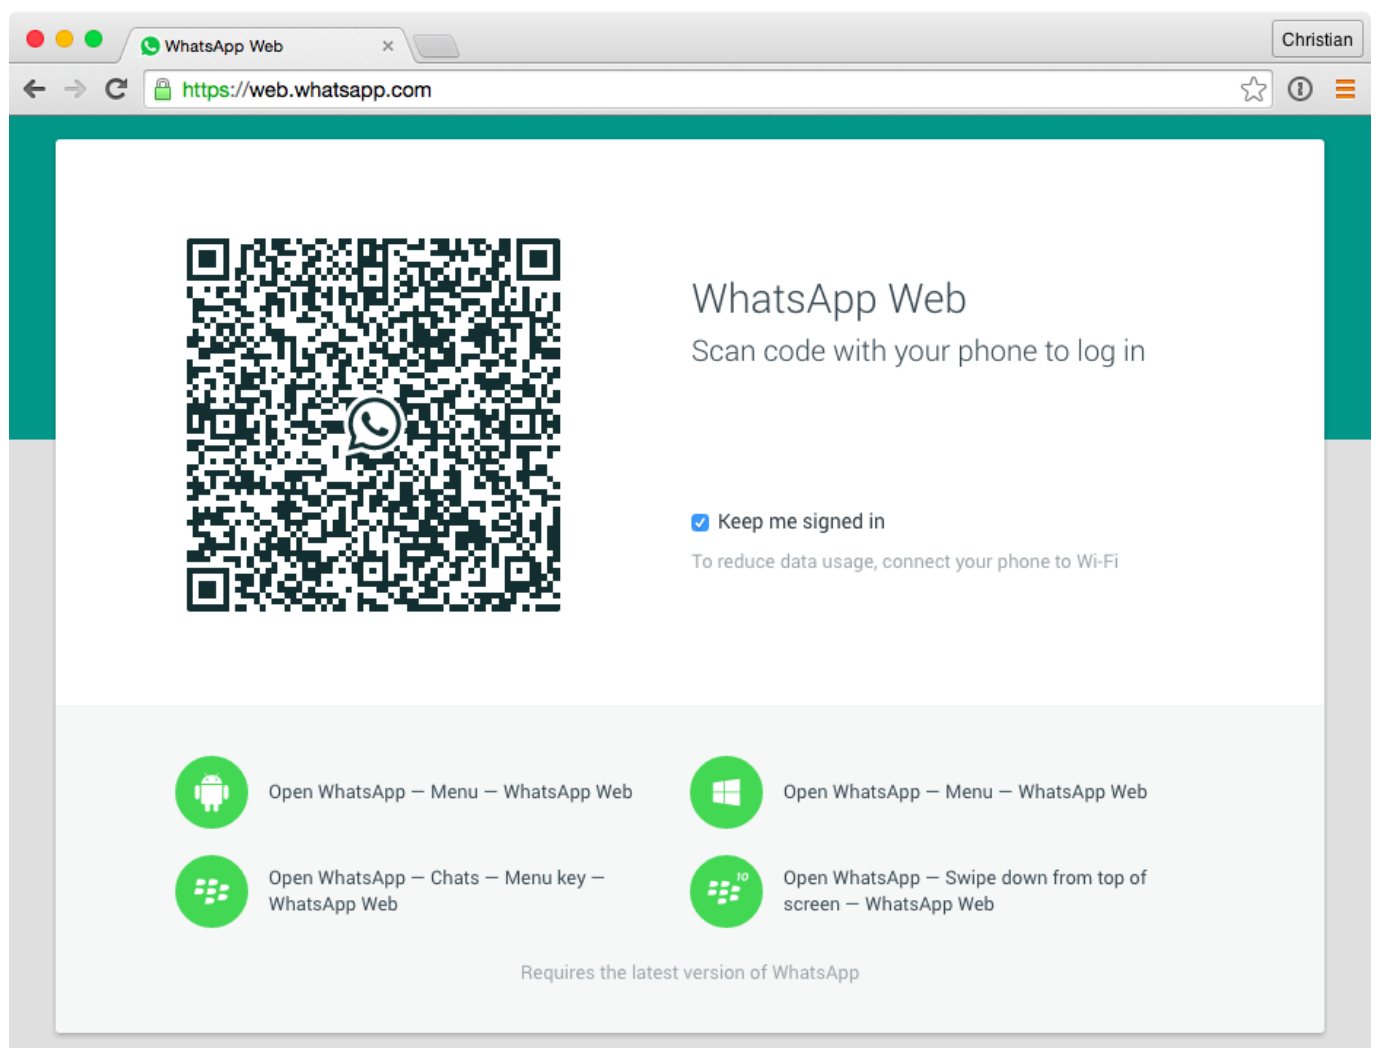 WhatsApp Web
Christian
https://web.whatsapp.com
WhatsApp Web
Scan code with your phone to log in
Keep me signed in
To reduce data usage, connect your phone to Wi-Fi
Open WhatsApp — Menu — WhatsApp Web
Open WhatsApp — Menu — WhatsApp Web
Open WhatsApp — Chats — Menu key —
WhatsApp Web
10
Open WhatsApp — Swipe down from top of
screen — WhatsApp Web
Requires the latest version of WhatsApp